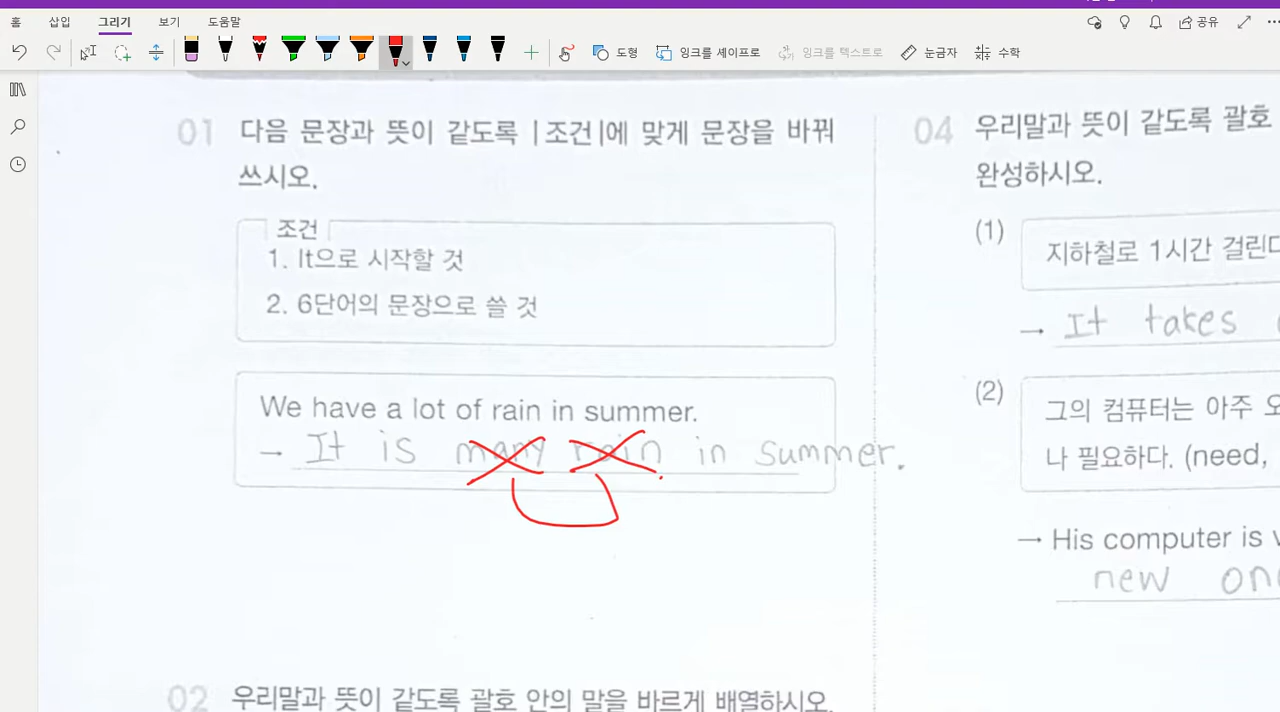 홈 삽입 그리기 보기 도움말 공유
도형 잉크를 셰이프로 잉크를 텍스트로 눈금자 수학
01 다음 문장과 뜻이 같도록 |조건|에 맞게 문장을 바꿔
쓰시오.
조건
1. It으로 시작할 것
2. 6단어의 문장으로 쓸 것
We have a lot of rain in summer.
→ It is many rain in summer.
02 우리말과 뜻이 같도록 괄호 안의 말을 바르게 배열하시오.
04 우리말과 뜻이 같도록 괄호
완성하시오.
(1) 지하철로 1시간 걸린다
→ It takes
(2) 그의 컴퓨터는 아주 오
나 필요하다. (need,
→ His computer is
new